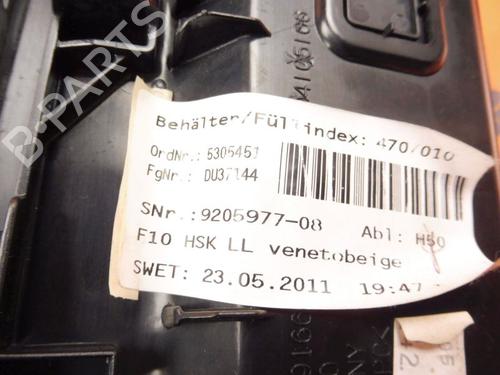 B-PARTS
Behälter/Füllindex: 470/010
OrdNr.: 5305451
FgNr.: DU37144
SNr.:9205977-08 Abl: H50
F10 HSK LL venetobeige
SWET: 23.05.2011 19:47